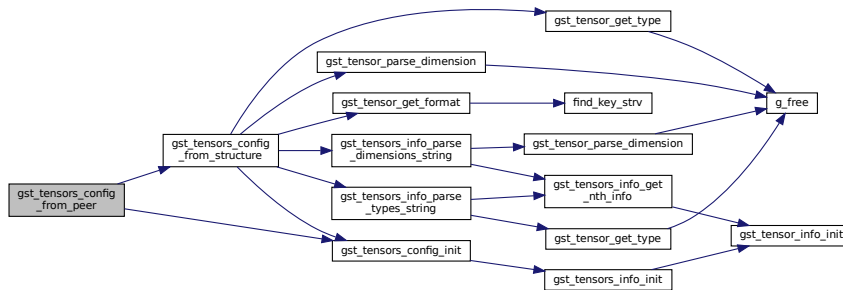 gst_tensors_config
_from_peer
gst_tensors_config
_from_structure
gst_tensor_get_type
gst_tensor_parse_dimension
gst_tensor_get_format
find_key_strv
g_free
gst_tensors_info_parse
_dimensions_string
gst_tensor_parse_dimension
gst_tensors_info_parse
_types_string
gst_tensors_info_get
_nth_info
gst_tensor_get_type
gst_tensor_info_init
gst_tensors_config_init
gst_tensors_info_init